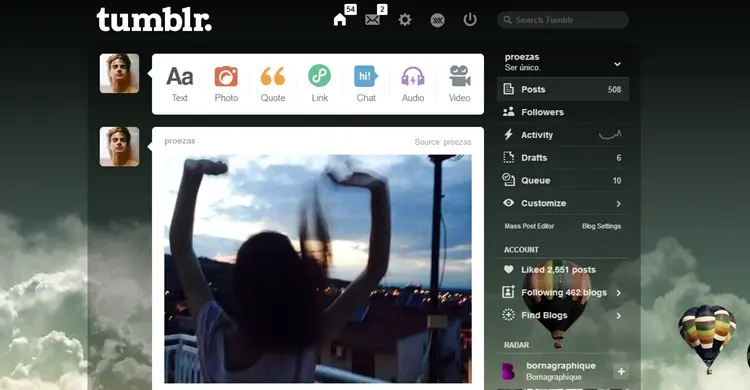 tumblr.
54
2
Search Tumblr
Aa
hi!
Text
Photo
Quote
Link
Chat
Audio
Video
proezas
Source: proezas
proezas
Ser único.
Posts 508
Followers
Activity
Drafts 6
Queue 10
Customize
Mass Post Editor Blog Settings
ACCOUNT
Liked 2,551 posts
Following 462 blogs
Find Blogs
RADAR
bornagraphique
Bornagraphique